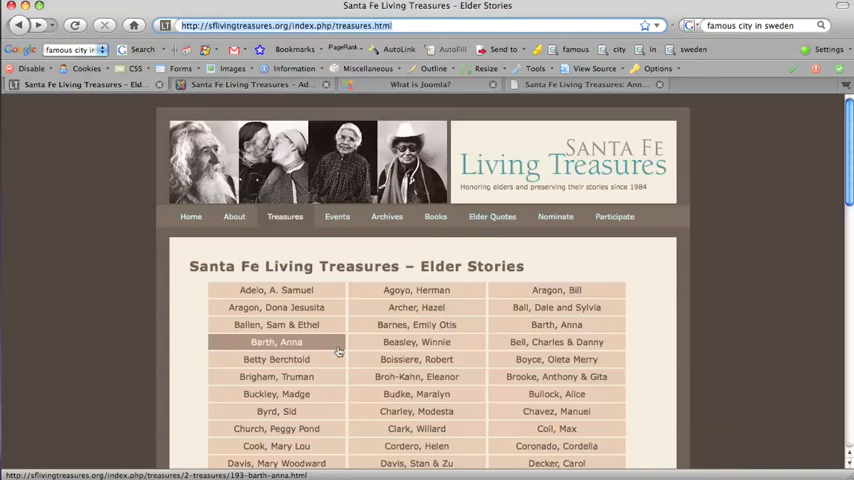 Santa Fe Living Treasures - Elder Stories
http://sflivingtreasures.org/index.php/treasures.html
famous city in sweden
Google
famous city in
Search
Bookmarks
PageRank
AutoLink
AutoFill
Send to
famous
city
in
sweden
Settings
Disable
Cookies
CSS
Forms
Images
Information
Miscellaneous
Outline
Resize
Tools
View Source
Options
Santa Fe Living Treasures - Eld...
Santa Fe Living Treasures - Ad...
What is Joomla?
Santa Fe Living Treasures: Ann...
SANTA FE
Living Treasures
Honoring elders and preserving their stories since 1984
Home About Treasures Events Archives Books Elder Quotes Nominate Participate
Santa Fe Living Treasures – Elder Stories
Adelo, A. Samuel Agoyo, Herman Aragon, Bill
Aragon, Dona Jesusita Archer, Hazel Ball, Dale and Sylvia
Ballen, Sam & Ethel Barnes, Emily Otis Barth, Anna
Barth, Anna Beasley, Winnie Bell, Charles & Danny
Betty Berchtold Boissiere, Robert Boyce, Oleta Merry
Brigham, Truman Broh-Kahn, Eleanor Brooke, Anthony & Gita
Buckley, Madge Budke, Maralyn Bullock, Alice
Byrd, Sid Charley, Modesta Chavez, Manuel
Church, Peggy Pond Clark, Willard Coil, Max
Cook, Mary Lou Cordero, Helen Coronado, Cordelia
Davis, Mary Woodward Davis, Stan & Zu Decker, Carol
http://sflivingtreasures.org/index.php/treasures/2-treasures/193-barth-anna.html